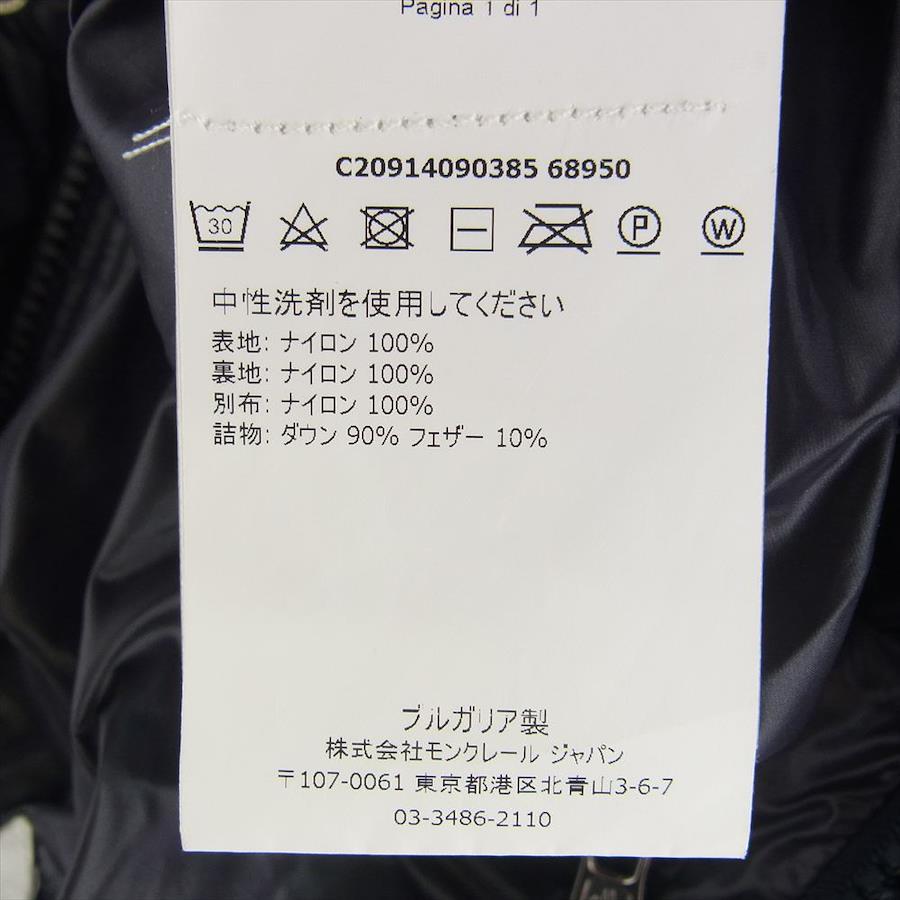 Pagina 1 di 1
C20914090385 68950
30 P W
中性洗剤を使用してください
表地: ナイロン 100%
裏地: ナイロン 100%
別布: ナイロン 100%
詰物: ダウン 90% フェザー 10%
ブルガリア製
株式会社モンクレール ジャパン
〒107-0061 東京都港区北青山3-6-7
03-3486-2110